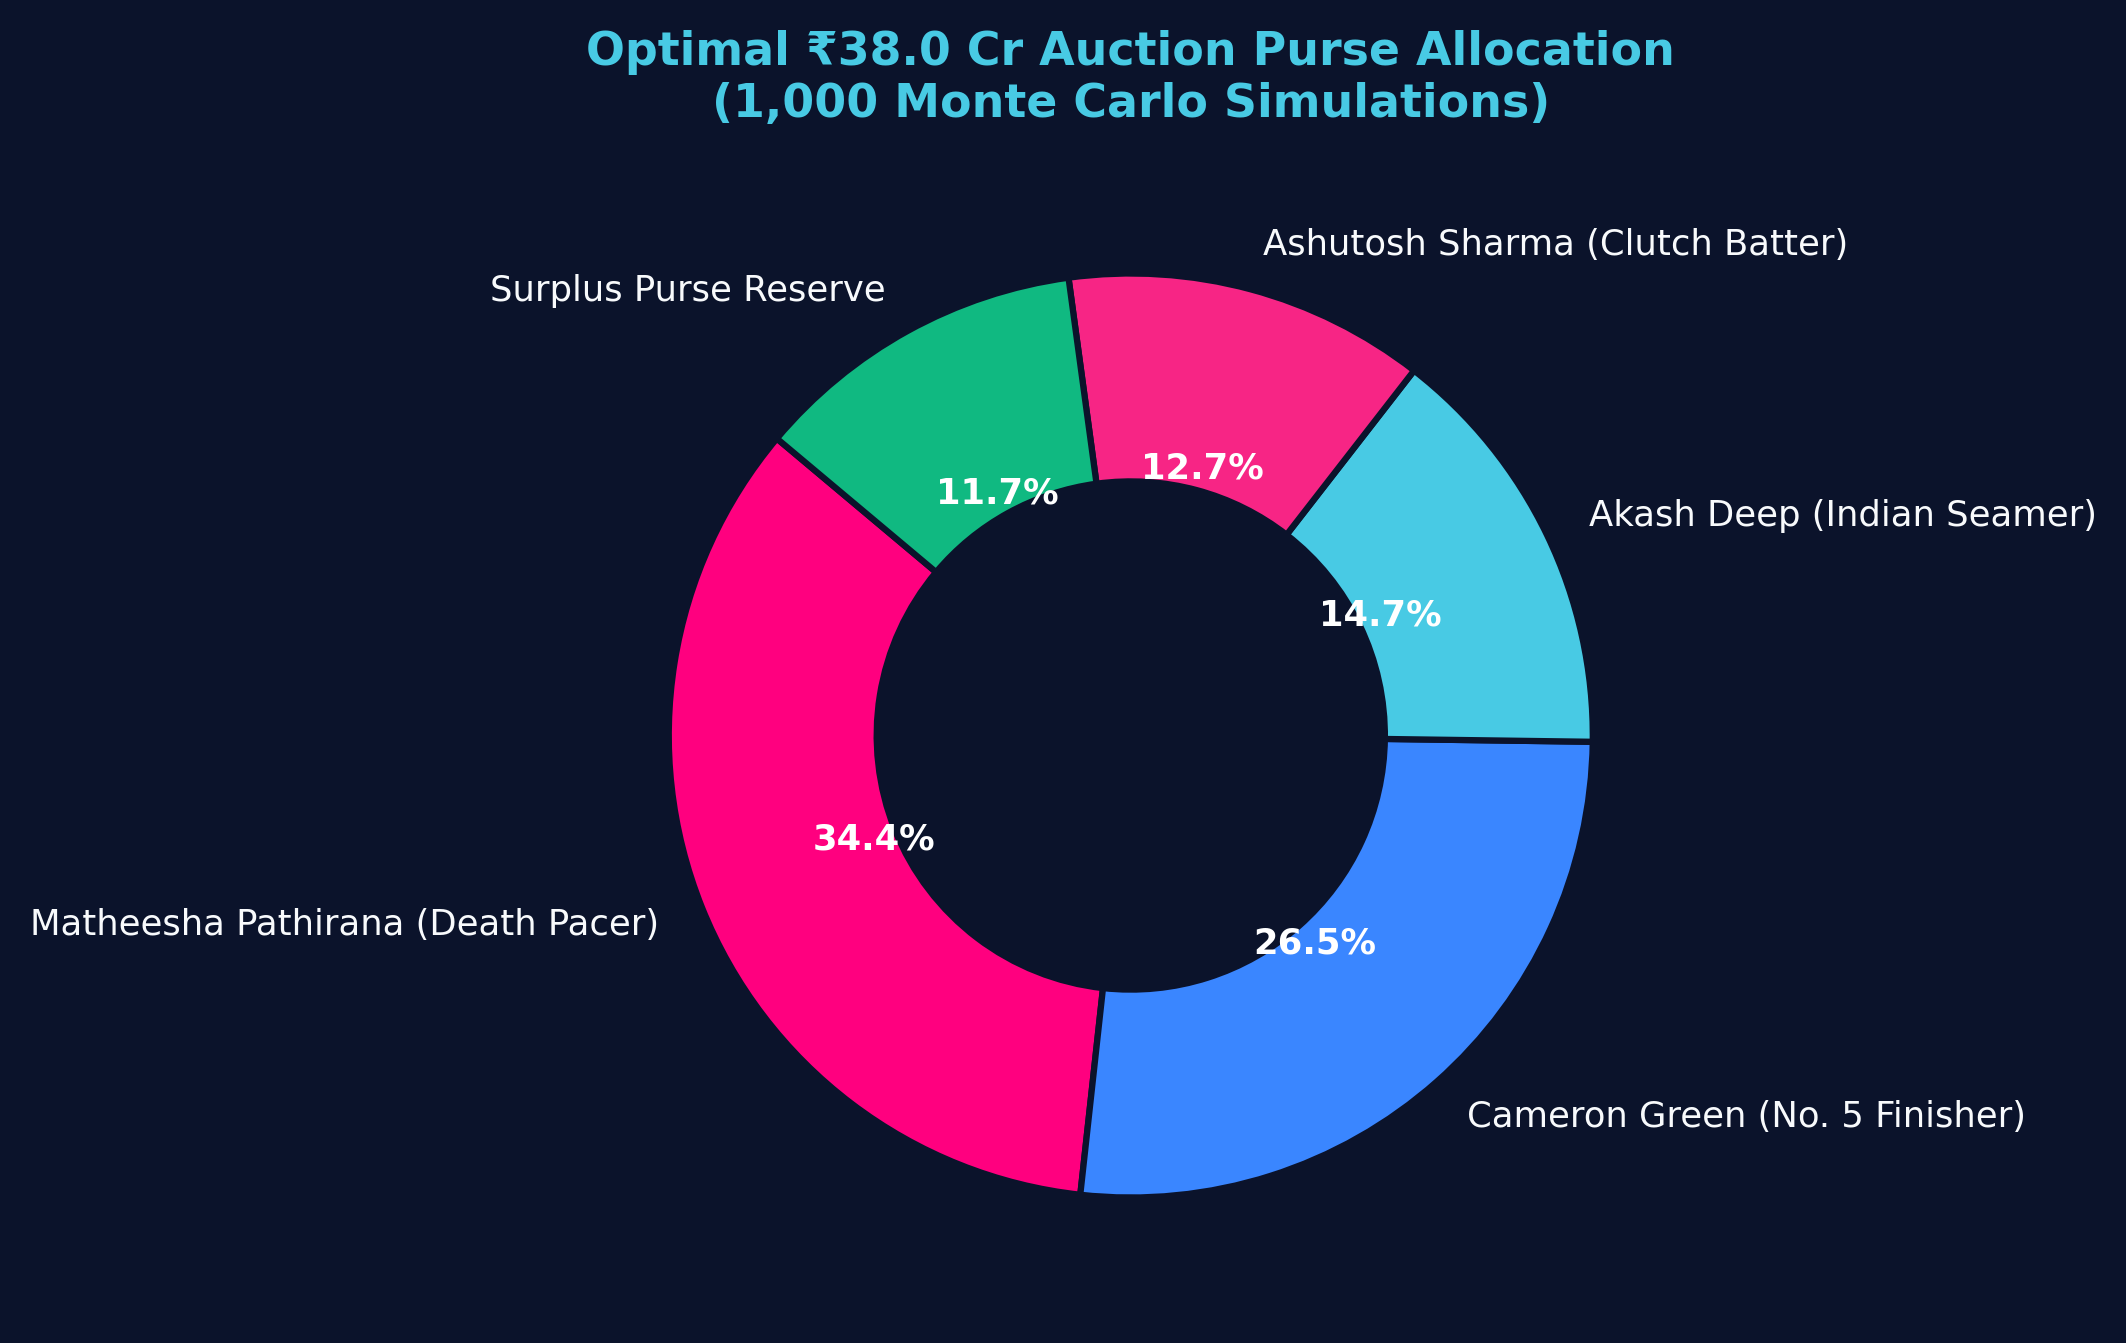 Optimal ₹38.0 Cr Auction Purse Allocation
(1,000 Monte Carlo Simulations)
Ashutosh Sharma (Clutch Batter)
Surplus Purse Reserve
12.7%
11.7%
Akash Deep (Indian Seamer)
14.7%
34.4%
Matheesha Pathirana (Death Pacer)
26.5%
Cameron Green (No. 5 Finisher)